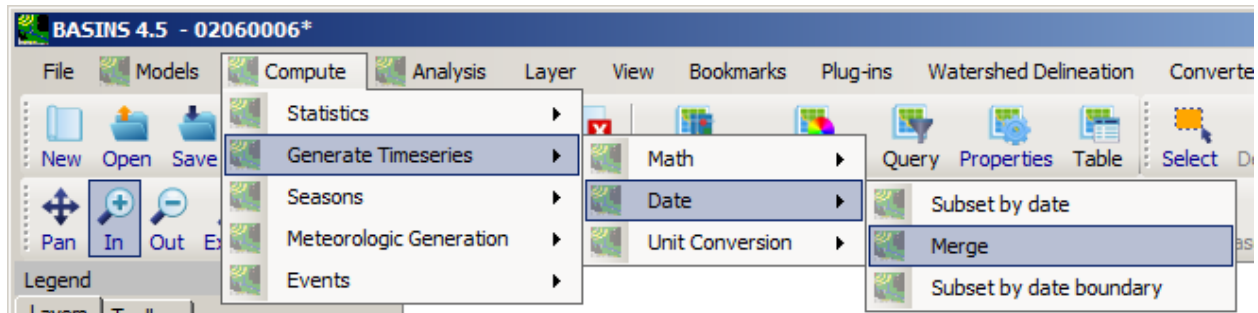 BASINS 4.5 - 02060006*
File Models Compute Analysis Layer View Bookmarks Plug-ins Watershed Delineation Converte
Statistics
Generate Timeseries
Seasons
Meteorologic Generation
Events
Math
Date
Unit Conversion
Subset by date
Merge
Subset by date boundary
New Open Save Query Properties Table Select
Pan In Out
Legend